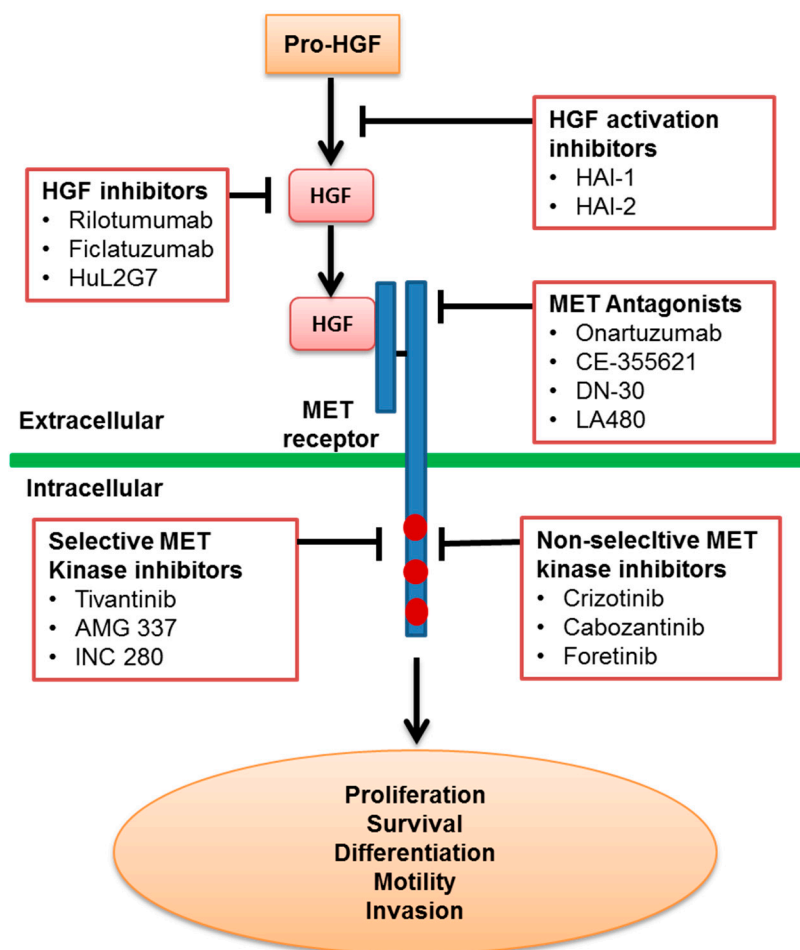 Pro-HGF
HGF activation
inhibitors
• HAI-1
• HAI-2
HGF inhibitors
• Rilotumumab
• Ficlatuzumab
• HuL2G7
HGF
HGF
MET Antagonists
• Onartuzumab
• CE-355621
• DN-30
• LA480
MET
receptor
Extracellular
Intracellular
Selective MET
Kinase inhibitors
• Tivantinib
• AMG 337
• INC 280
Non-selecltive MET
kinase inhibitors
• Crizotinib
• Cabozantinib
• Foretinib
Proliferation
Survival
Differentiation
Motility
Invasion